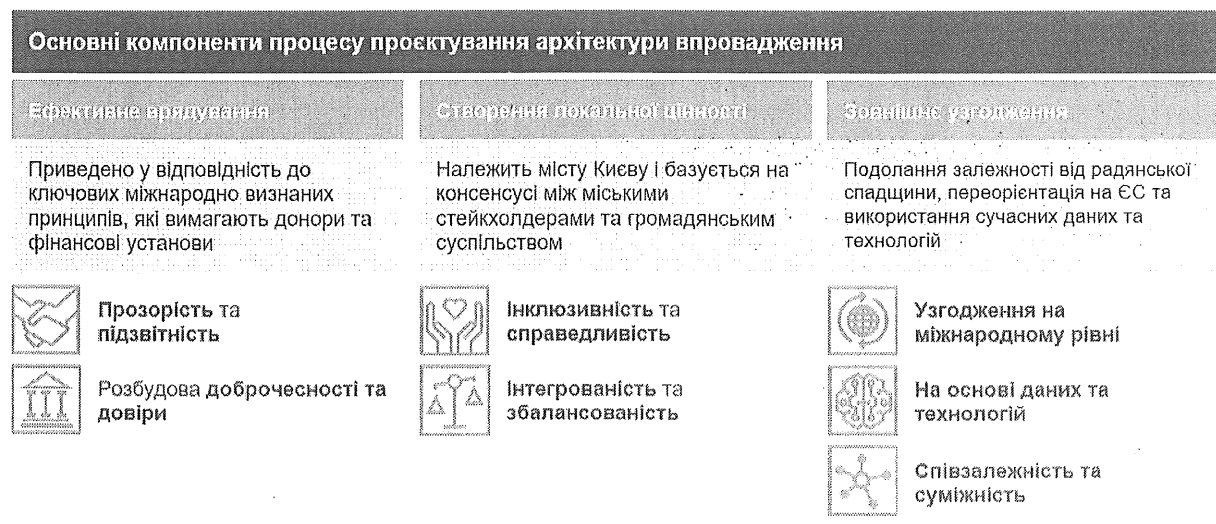 Основні компоненти процесу проєктування архітектури впровадження
Ефективне врядування
Приведено у відповідність до
ключових міжнародно визнаних
принципів, які вимагають донори та
фінансові установи
Прозорість та
підзвітність
Розбудова доброчесності та
довіри
Створення локальної цінності
Належить місту Києву і базується на
консенсусі між міськими
стейкхолдерами та громадянським
суспільством
Інклюзивність та
справедливість
Інтегрованість та
збалансованість
Зовнішнє узгодження
Подолання залежності від радянської
спадщини, переорієнтація на ЄС та
використання сучасних даних та
технологій
Узгодження на
міжнародному рівні
На основі даних та
технологій
Співзалежність та
суміжність